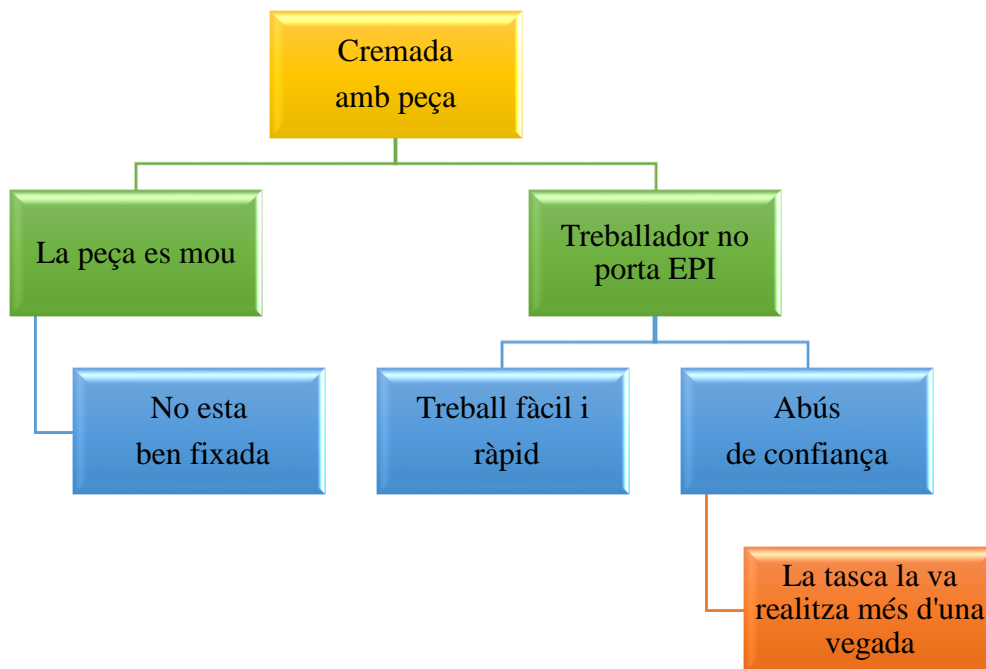 Cremada
amb peça
La peça es mou
Treballador no
porta EPI
No esta
ben fixada
Treball fàcil i
ràpid
Abús
de confiança
La tasca la va
realitza més d'una
vegada